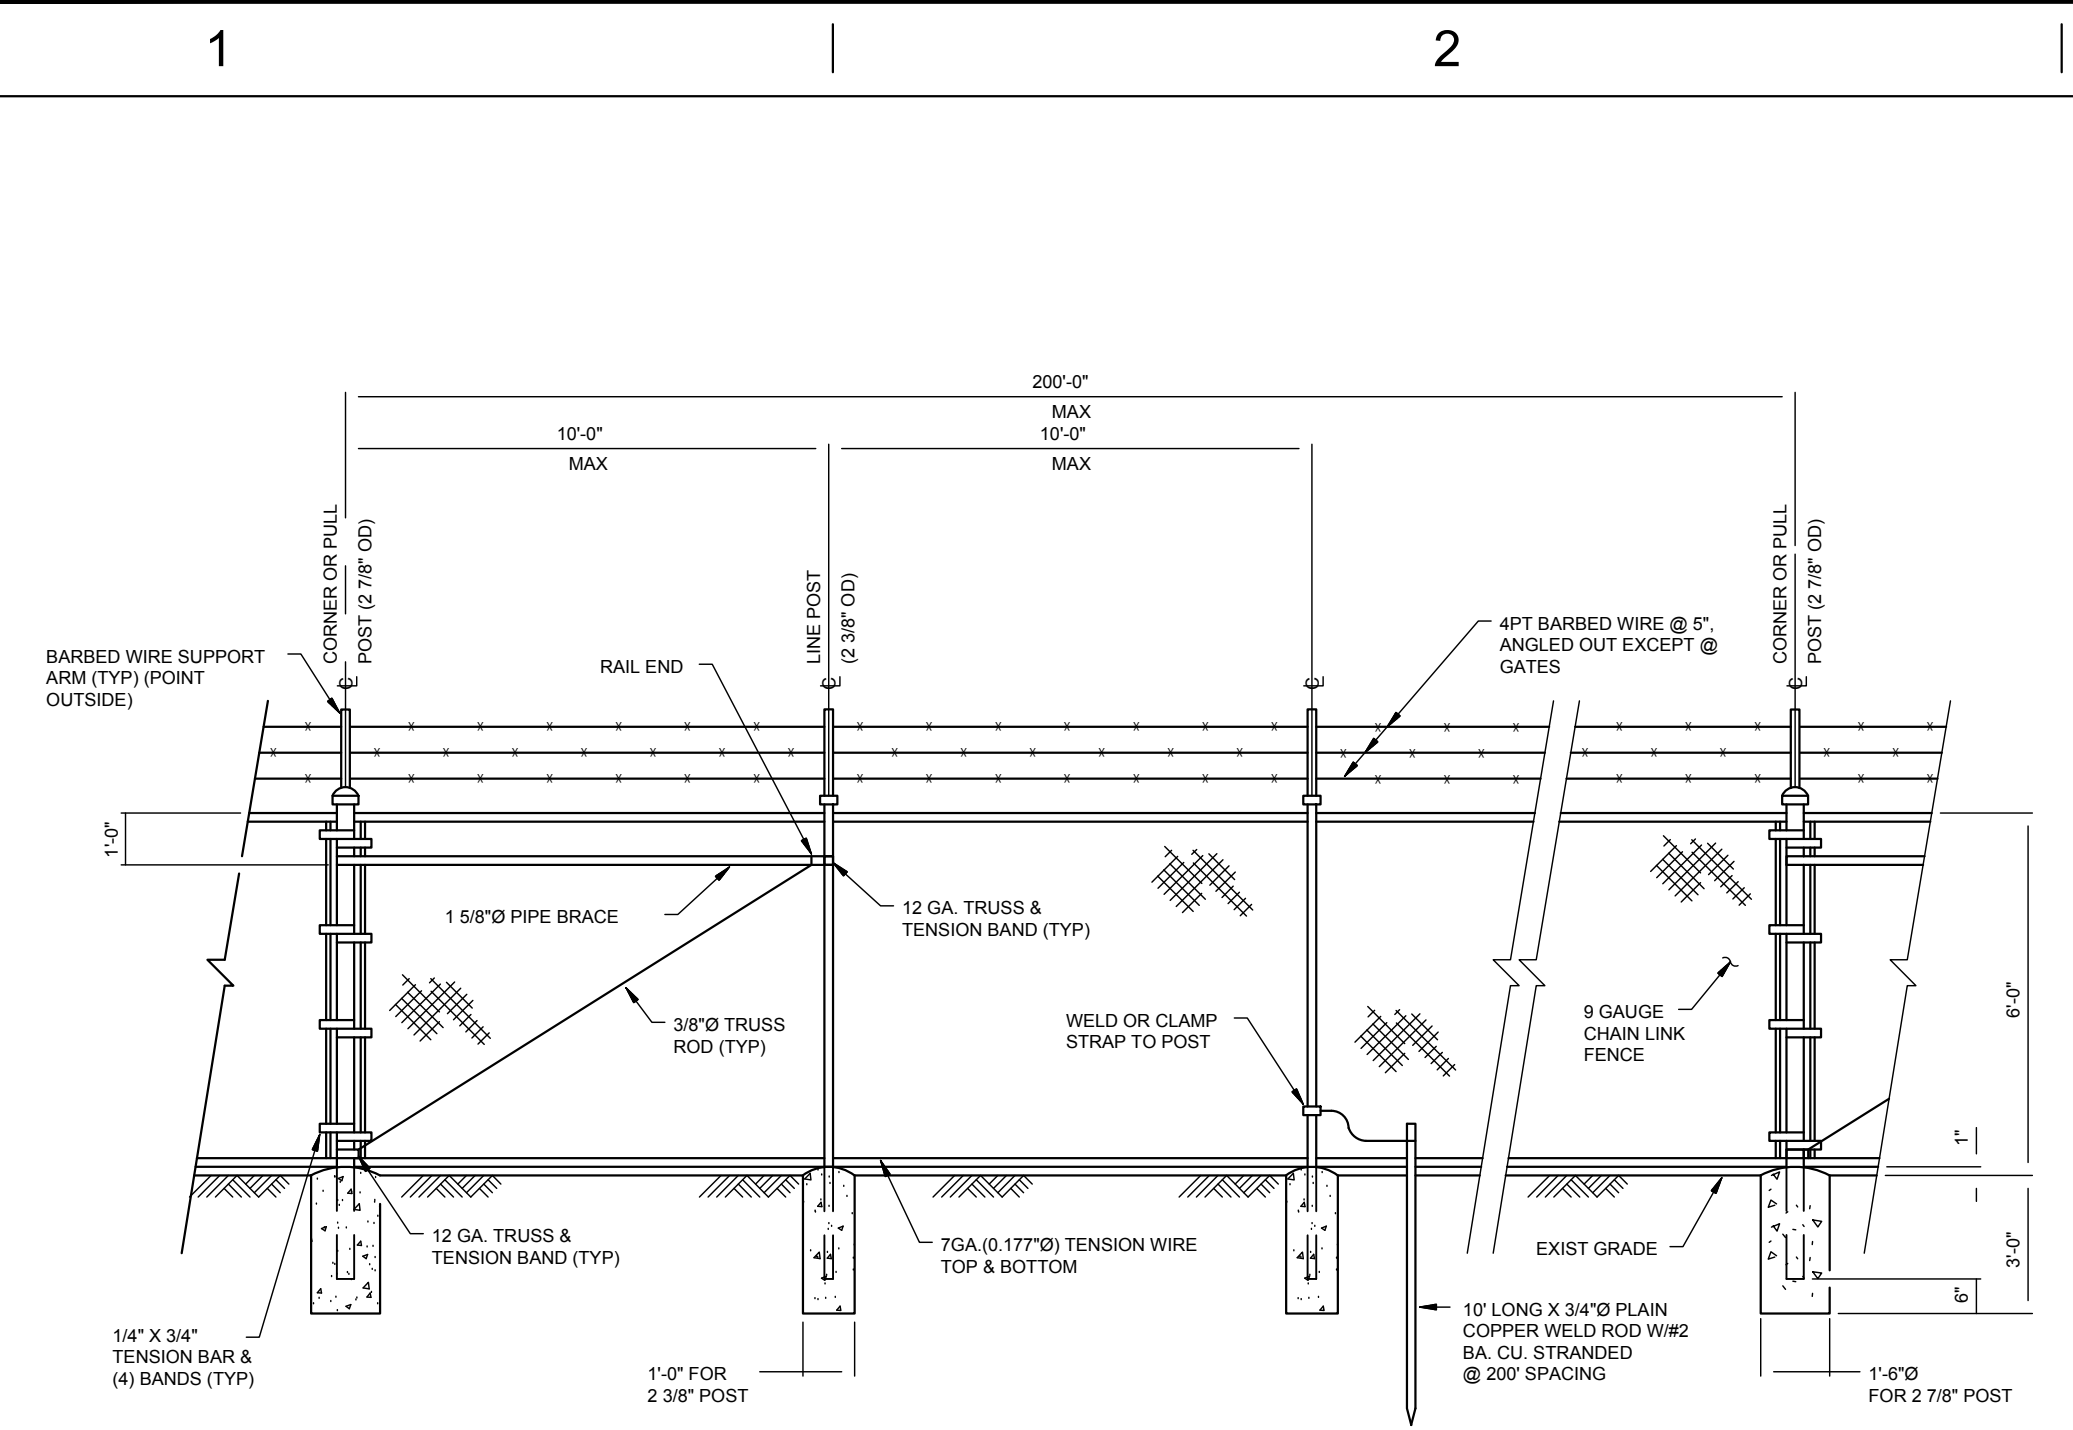 1
2
200'-0"
MAX
10'-0"
MAX
10'-0"
MAX
CORNER OR PULL
POST (2 7/8" OD)
LINE POST
(2 3/8" OD)
CORNER OR PULL
POST (2 7/8" OD)
BARBED WIRE SUPPORT
ARM (TYP) (POINT
OUTSIDE)
RAIL END
4PT BARBED WIRE @ 5",
ANGLED OUT EXCEPT @
GATES
CL
CL
CL
CL
1'-0"
1 5/8"Ø PIPE BRACE
12 GA. TRUSS &
TENSION BAND (TYP)
3/8"Ø TRUSS
ROD (TYP)
WELD OR CLAMP
STRAP TO POST
9 GAUGE
CHAIN LINK
FENCE
6'-0"
1"
12 GA. TRUSS &
TENSION BAND (TYP)
7GA.(0.177"Ø) TENSION WIRE
TOP & BOTTOM
EXIST GRADE
3'-0"
6"
1/4" X 3/4"
TENSION BAR &
(4) BANDS (TYP)
1'-0" FOR
2 3/8" POST
10' LONG X 3/4"Ø PLAIN
COPPER WELD ROD W/#2
BA. CU. STRANDED
@ 200' SPACING
1'-6"Ø
FOR 2 7/8" POST